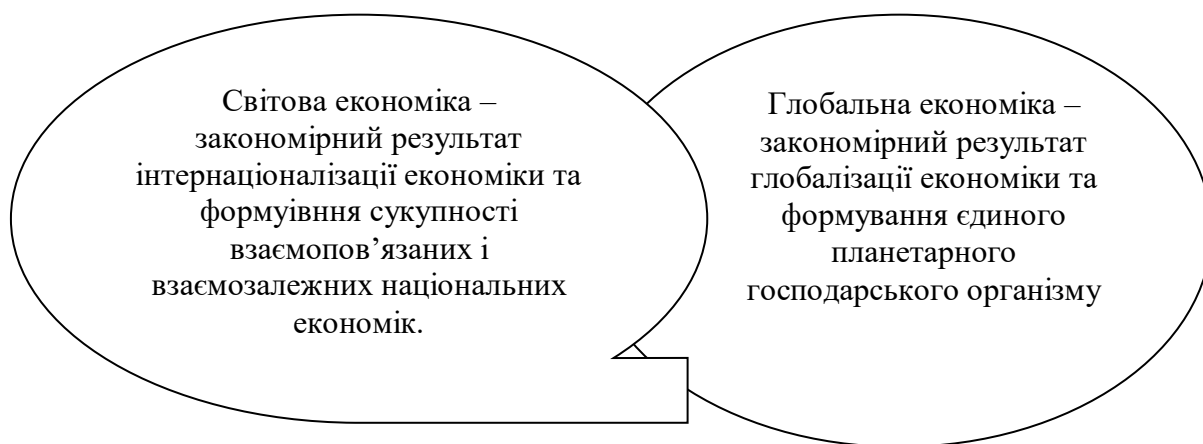 Світова економіка –
закономірний результат
інтернаціоналізації економіки та
формуівння сукупності
взаємопов’язаних і
взаємозалежних національних
економік.
Глобальна економіка –
закономірний результат
глобалізації економіки та
формування єдиного
планетарного
господарського організму